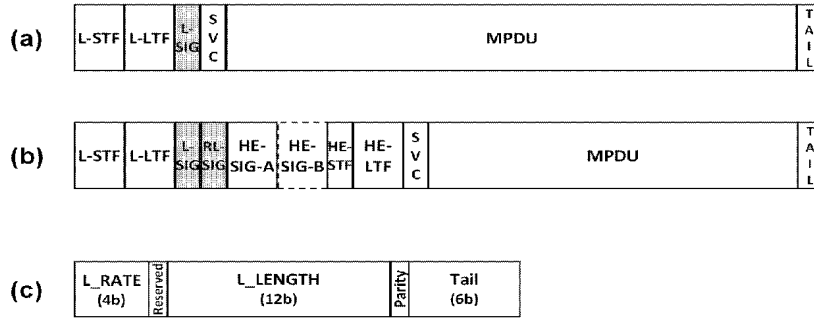 (a)
L-STF
L-LTF
L-
SIG
S
V
C
MPDU
T
A
I
L
(b)
L-STF
L-LTF
L-
SIG
RL-
SIG
HE-
SIG-A
HE-
SIG-B
HE-
STF
HE-
LTF
S
V
C
MPDU
T
A
I
L
(c)
L_RATE
(4b)
Reserved
L_LENGTH
(12b)
Parity
Tail
(6b)